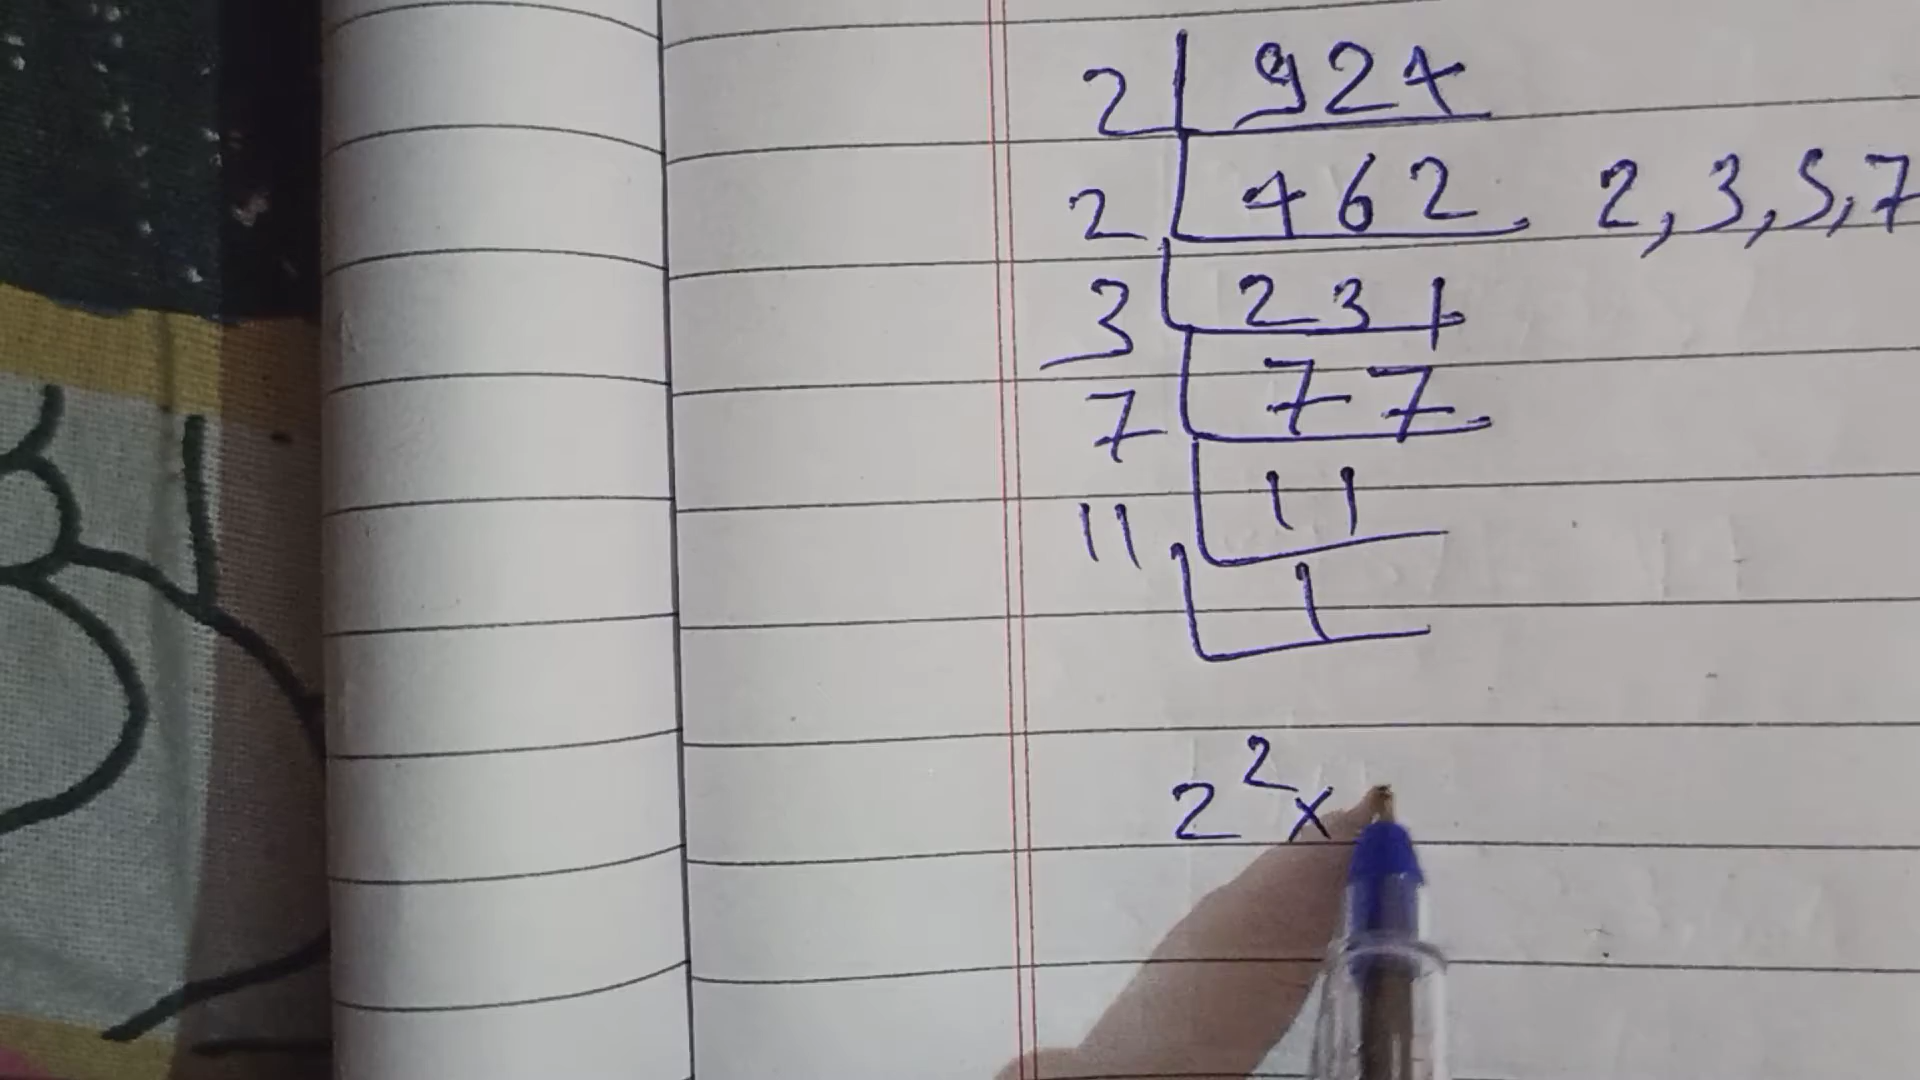 2 | 924
2 | 462. 2, 3, 5, 7
3 | 231
7 | 77
11 | 11
1
2² x